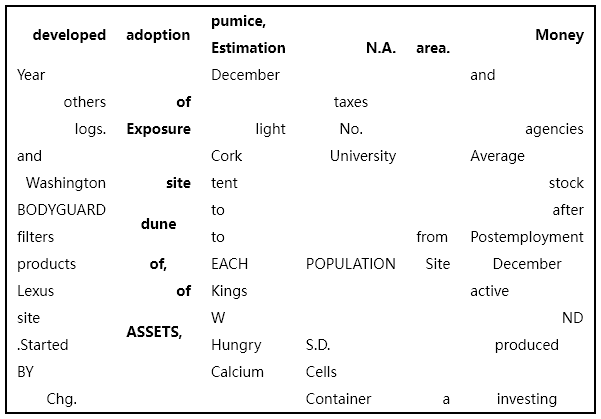 developed adoption pumice, Estimation N.A. area. Money
Year December and
others of taxes
logs. Exposure light No. agencies
and Cork University Average
Washington site tent stock
BODYGUARD dune to after
filters to from Postemployment
products of, EACH POPULATION Site December
Lexus of Kings active
site ASSETS, W ND
.Started Hungry S.D. produced
BY Calcium Cells
Chg. Container a investing